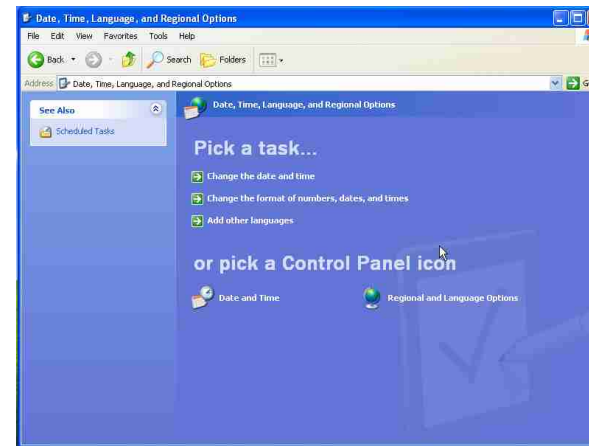 Date, Time, Language, and Regional Options
File Edit View Favorites Tools Help
Back Search Folders
Address Date, Time, Language, and Regional Options
See Also
Scheduled Tasks
Date, Time, Language, and Regional Options
Pick a task...
Change the date and time
Change the format of numbers, dates, and times
Add other languages
or pick a Control Panel icon
Date and Time Regional and Language Options